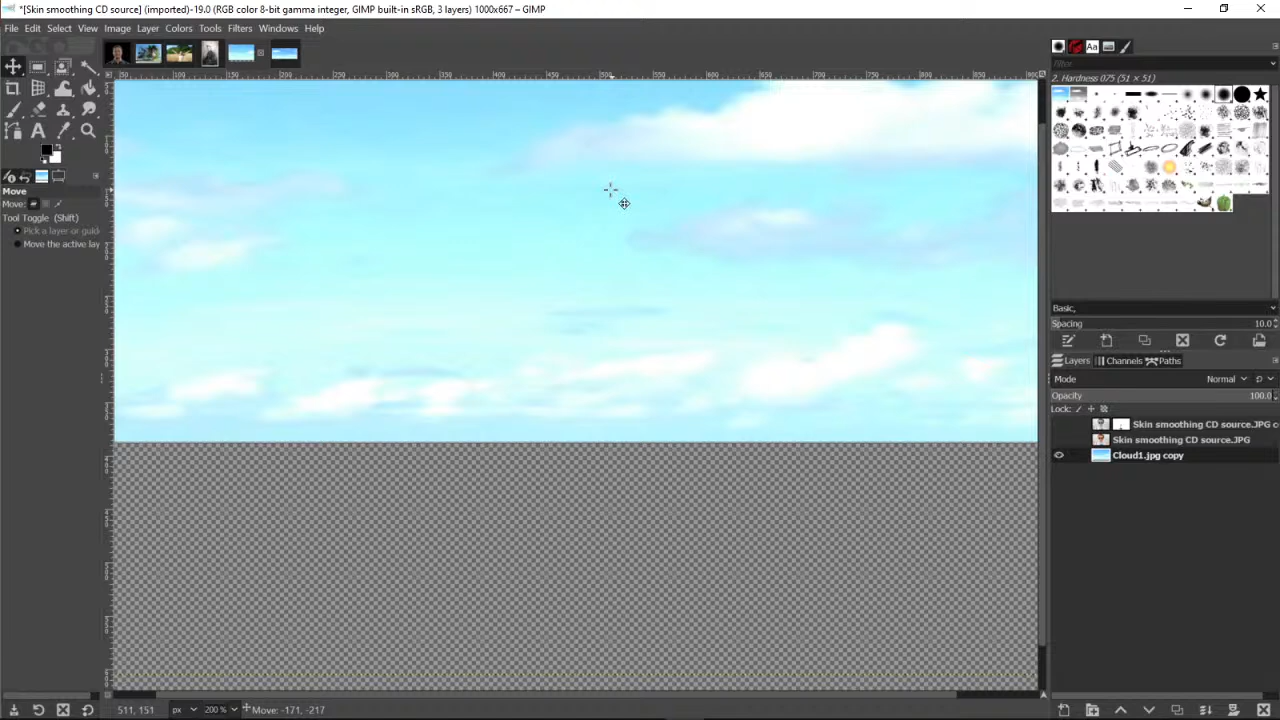 *[Skin smoothing CD source] (imported)-19.0 (RGB color 8-bit gamma integer, GIMP built-in sRGB, 3 layers) 1000x667 – GIMP
File Edit Select View Image Layer Colors Tools Filters Windows Help
Filter
2. Hardness 075 (51 × 51)
Move
Move:
Tool Toggle (Shift)
Pick a layer or guid
Move the active lay
Basic,
Spacing 10.0
Layers Channels Paths
Mode Normal
Opacity 100.0
Lock:
Skin smoothing CD source.JPG c
Skin smoothing CD source.JPG
Cloud1.jpg copy
511, 151 px 200 % Move: -171, -217